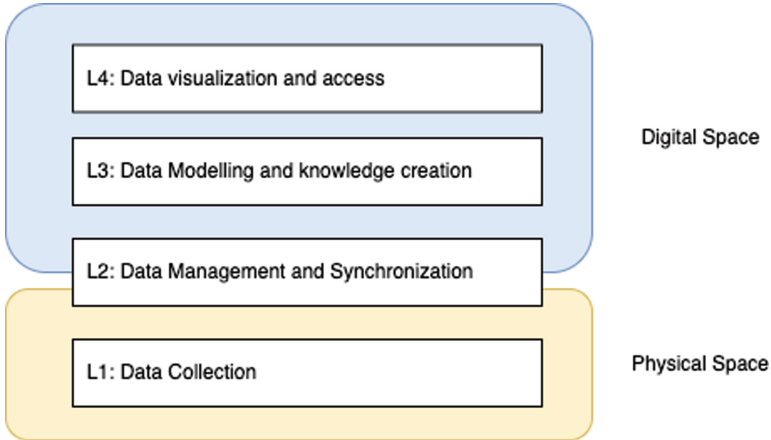 L4: Data visualization and access
Digital Space
L3: Data Modelling and knowledge creation
L2: Data Management and Synchronization
Physical Space
L1: Data Collection